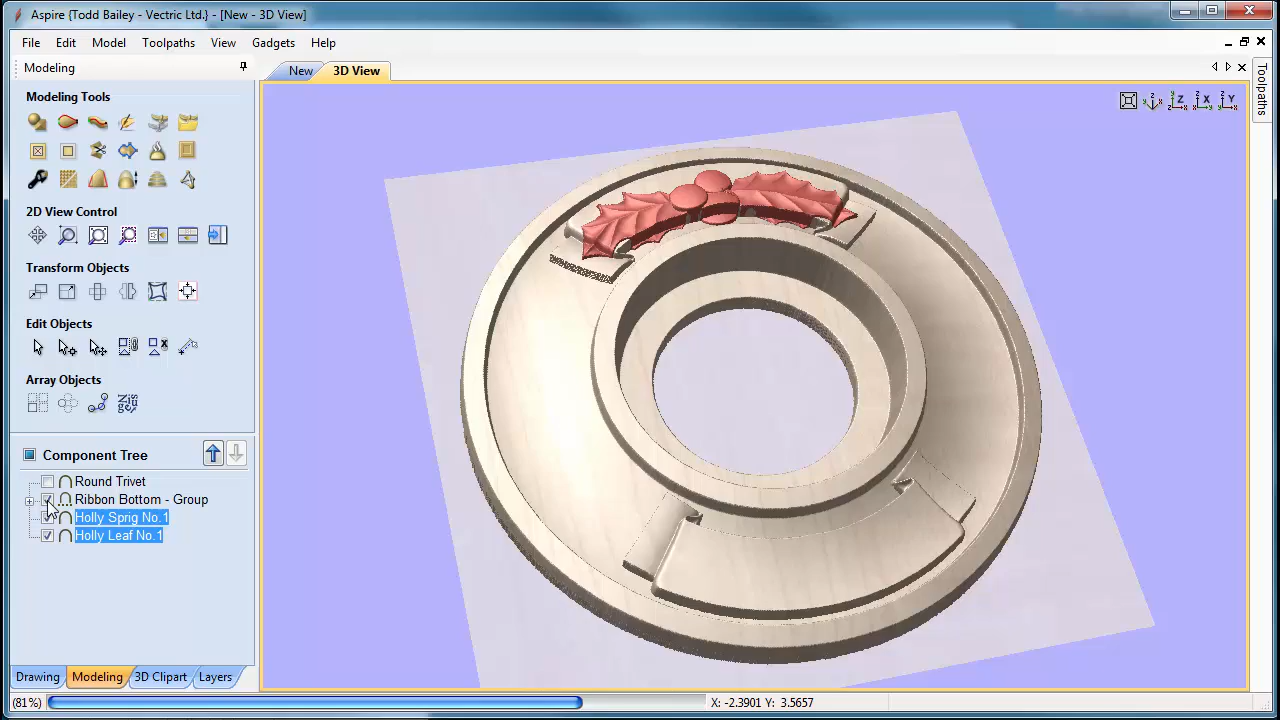 Aspire {Todd Bailey - Vectric Ltd.} - [New - 3D View]
File Edit Model Toolpaths View Gadgets Help
Modeling
New 3D View
Toolpaths
Modeling Tools
Z X Y
2D View Control
Transform Objects
Edit Objects
Array Objects
Component Tree
Round Trivet
Ribbon Bottom - Group
Holly Sprig No.1
Holly Leaf No.1
Drawing Modeling 3D Clipart Layers
(81%) X: -2.3901 Y: 3.5657